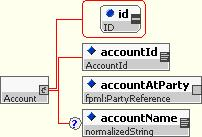 id
ID
accountId
AccountId
Account
accountAtParty
fpml:PartyReference
?
accountName
normalizedString